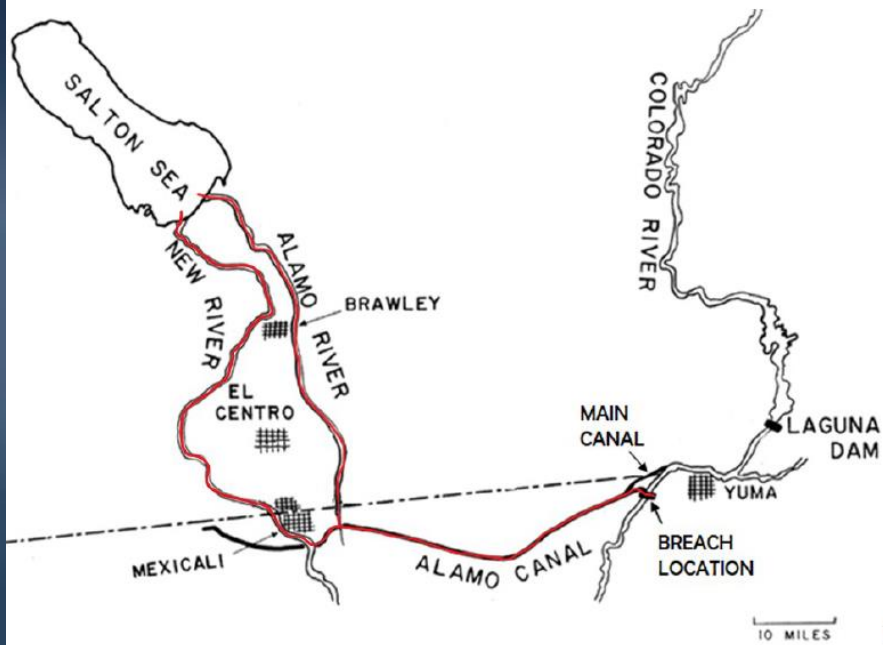 SALTON SEA
COLORADO RIVER
NEW RIVER
ALAMO RIVER
BRAWLEY
EL
CENTRO
MAIN
CANAL
LAGUNA
DAM
YUMA
MEXICALI
ALAMO CANAL
BREACH
LOCATION
10 MILES